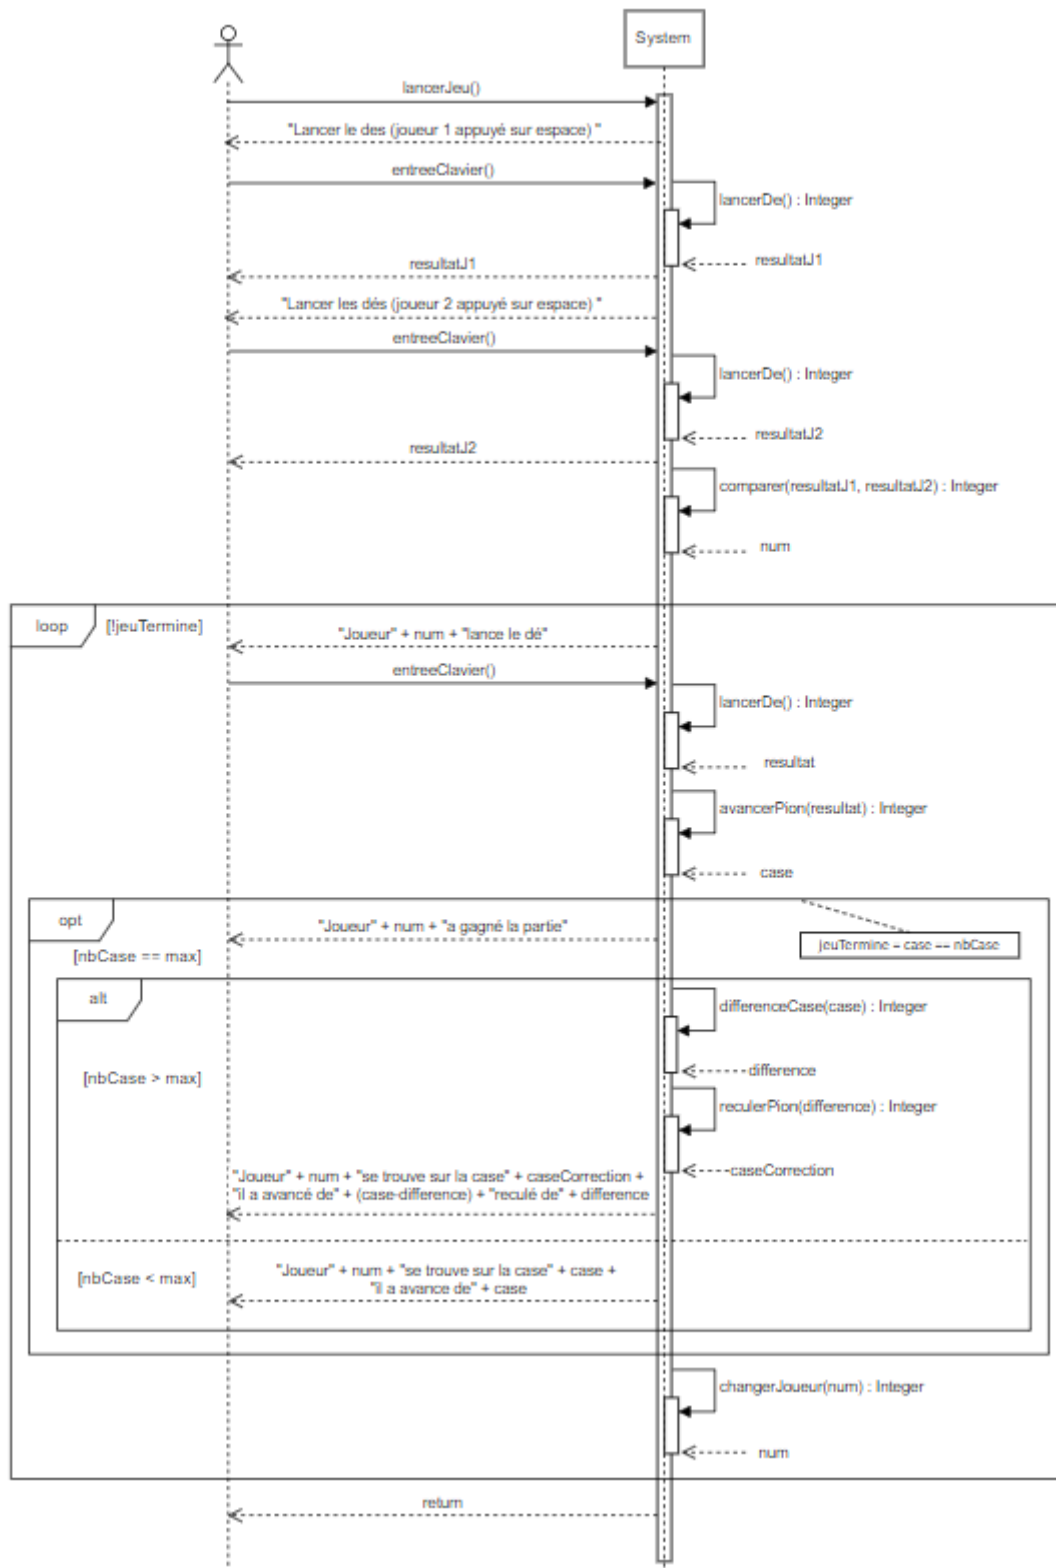 System
lancerJeu()
"Lancer le des (joueur 1 appuyé sur espace) "
entreeClavier()
lancerDe() : Integer
resultatJ1
resultatJ1
"Lancer les dés (joueur 2 appuyé sur espace) "
entreeClavier()
lancerDe() : Integer
resultatJ2
resultatJ2
comparer(resultatJ1, resultatJ2) : Integer
num
loop
[!jeuTermine]
"Joueur" + num + "lance le dé"
entreeClavier()
lancerDe() : Integer
resultat
avancerPion(resultat) : Integer
case
opt
"Joueur" + num + "a gagné la partie"
jeuTermine = case == nbCase
[nbCase == max]
alt
differenceCase(case) : Integer
[nbCase > max]
difference
reculerPion(difference) : Integer
caseCorrection
"Joueur" + num + "se trouve sur la case" + caseCorrection +
"il a avancé de" + (case-difference) + "reculé de" + difference
[nbCase < max]
"Joueur" + num + "se trouve sur la case" + case +
"il a avance de" + case
changerJoueur(num) : Integer
num
return